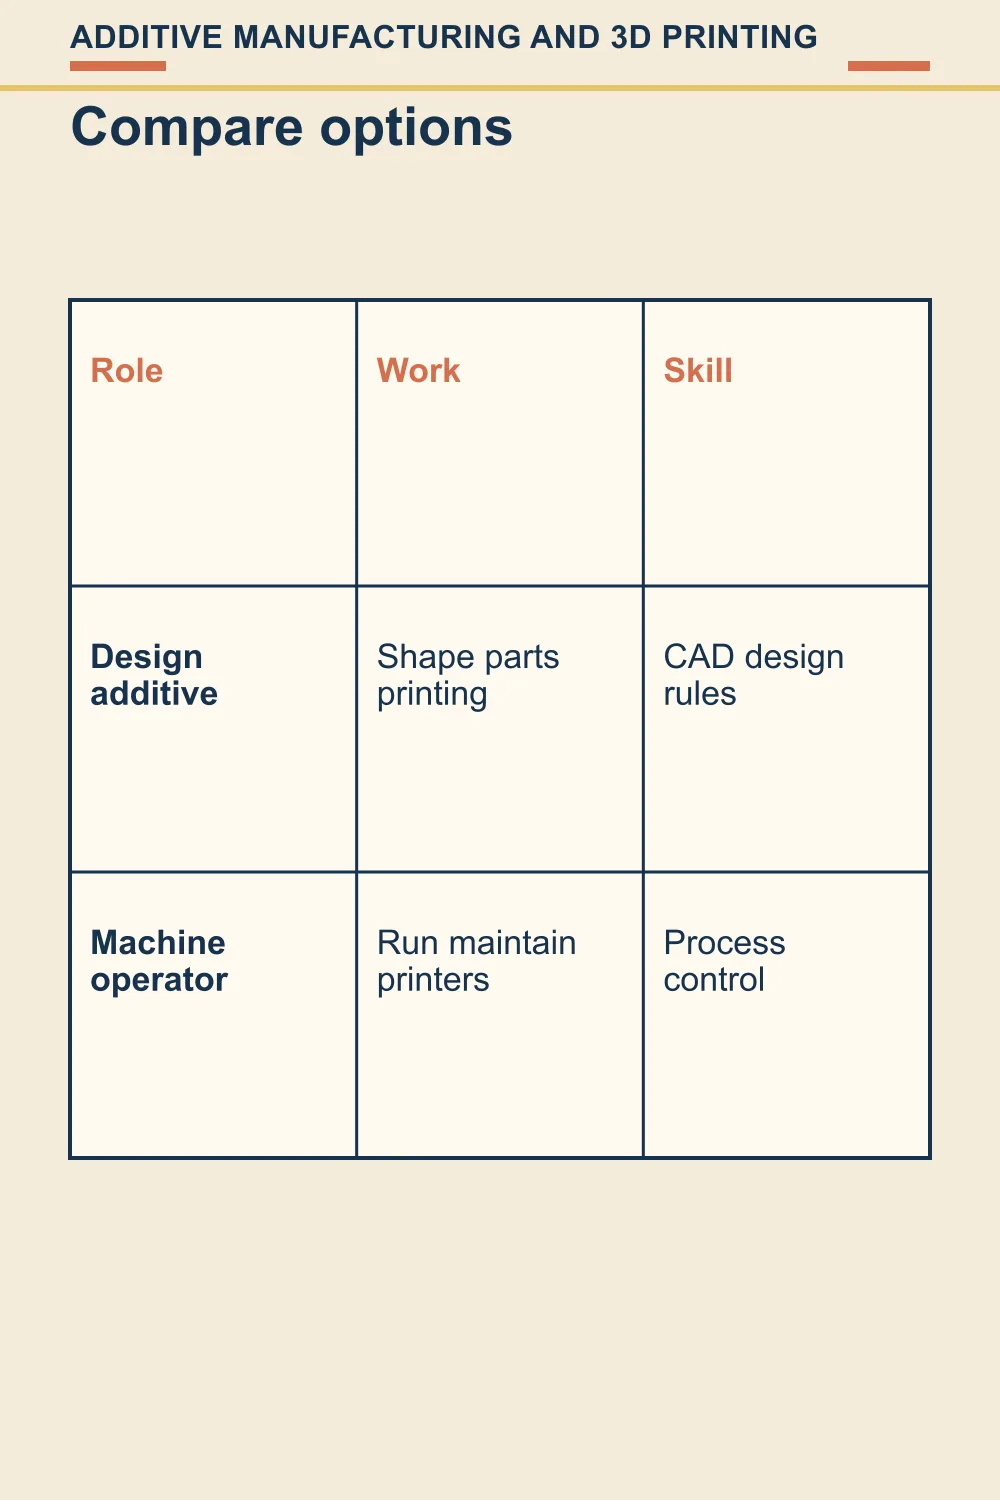 ADDITIVE MANUFACTURING AND 3D PRINTING
Compare options
Role
Work
Skill
Design
additive
Shape parts
printing
CAD design
rules
Machine
operator
Run maintain
printers
Process
control